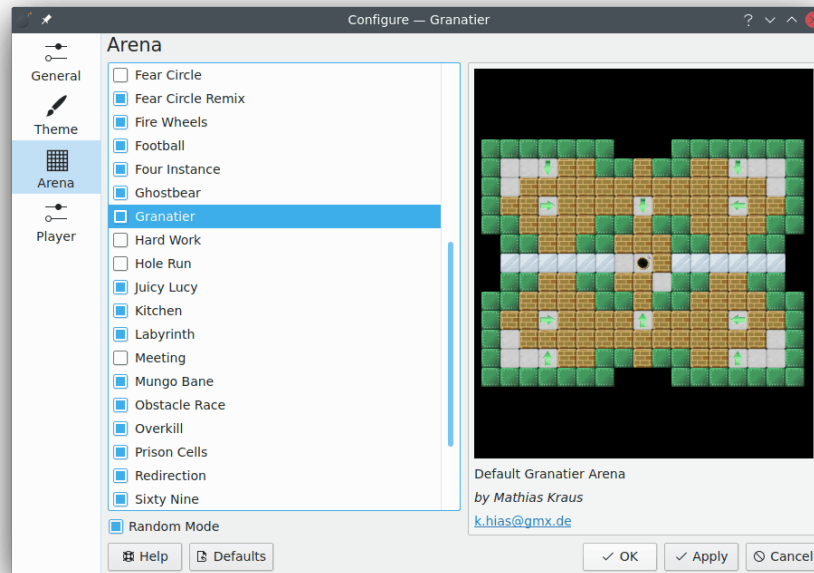 Configure — Granatier
?
General
Theme
Arena
Player
Arena
Fear Circle
Fear Circle Remix
Fire Wheels
Football
Four Instance
Ghostbear
Granatier
Hard Work
Hole Run
Juicy Lucy
Kitchen
Labyrinth
Meeting
Mungo Bane
Obstacle Race
Overkill
Prison Cells
Redirection
Sixty Nine
Random Mode
Default Granatier Arena
by Mathias Kraus
k.hias@gmx.de
Help
Defaults
OK
Apply
Cancel